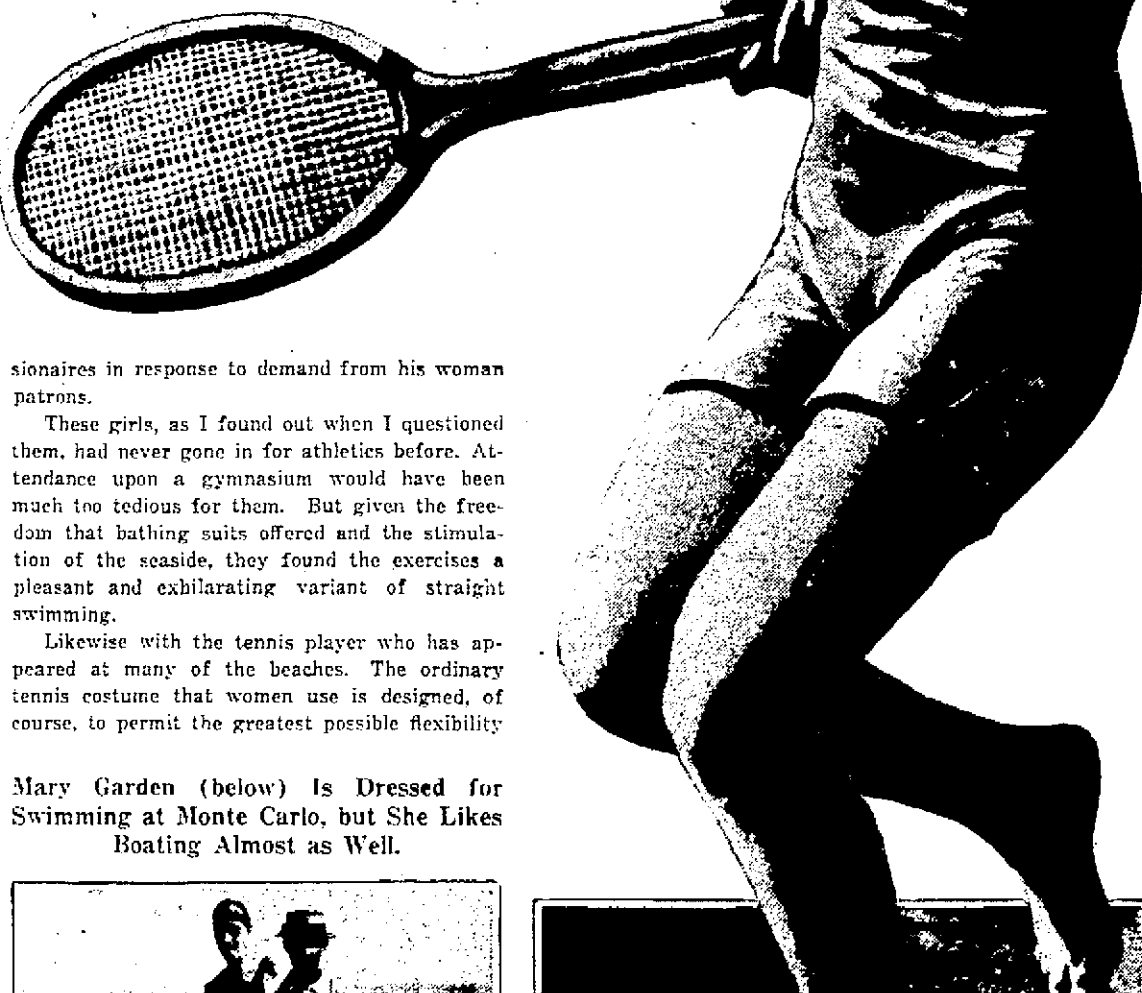 sionaires in response to demand from his woman
patrons.
These girls, as I found out when I questioned
them, had never gone in for athletics before. At-
tendance upon a gymnasium would have been
much too tedious for them. But given the free-
dom that bathing suits offered and the stimula-
tion of the seaside, they found the exercises a
pleasant and exhilarating variant of straight
swimming.
Likewise with the tennis player who has ap-
peared at many of the beaches. The ordinary
tennis costume that women use is designed, of
course, to permit the greatest possible flexibility
Mary Garden (below) Is Dressed for
Swimming at Monte Carlo, but She Likes
Boating Almost as Well.